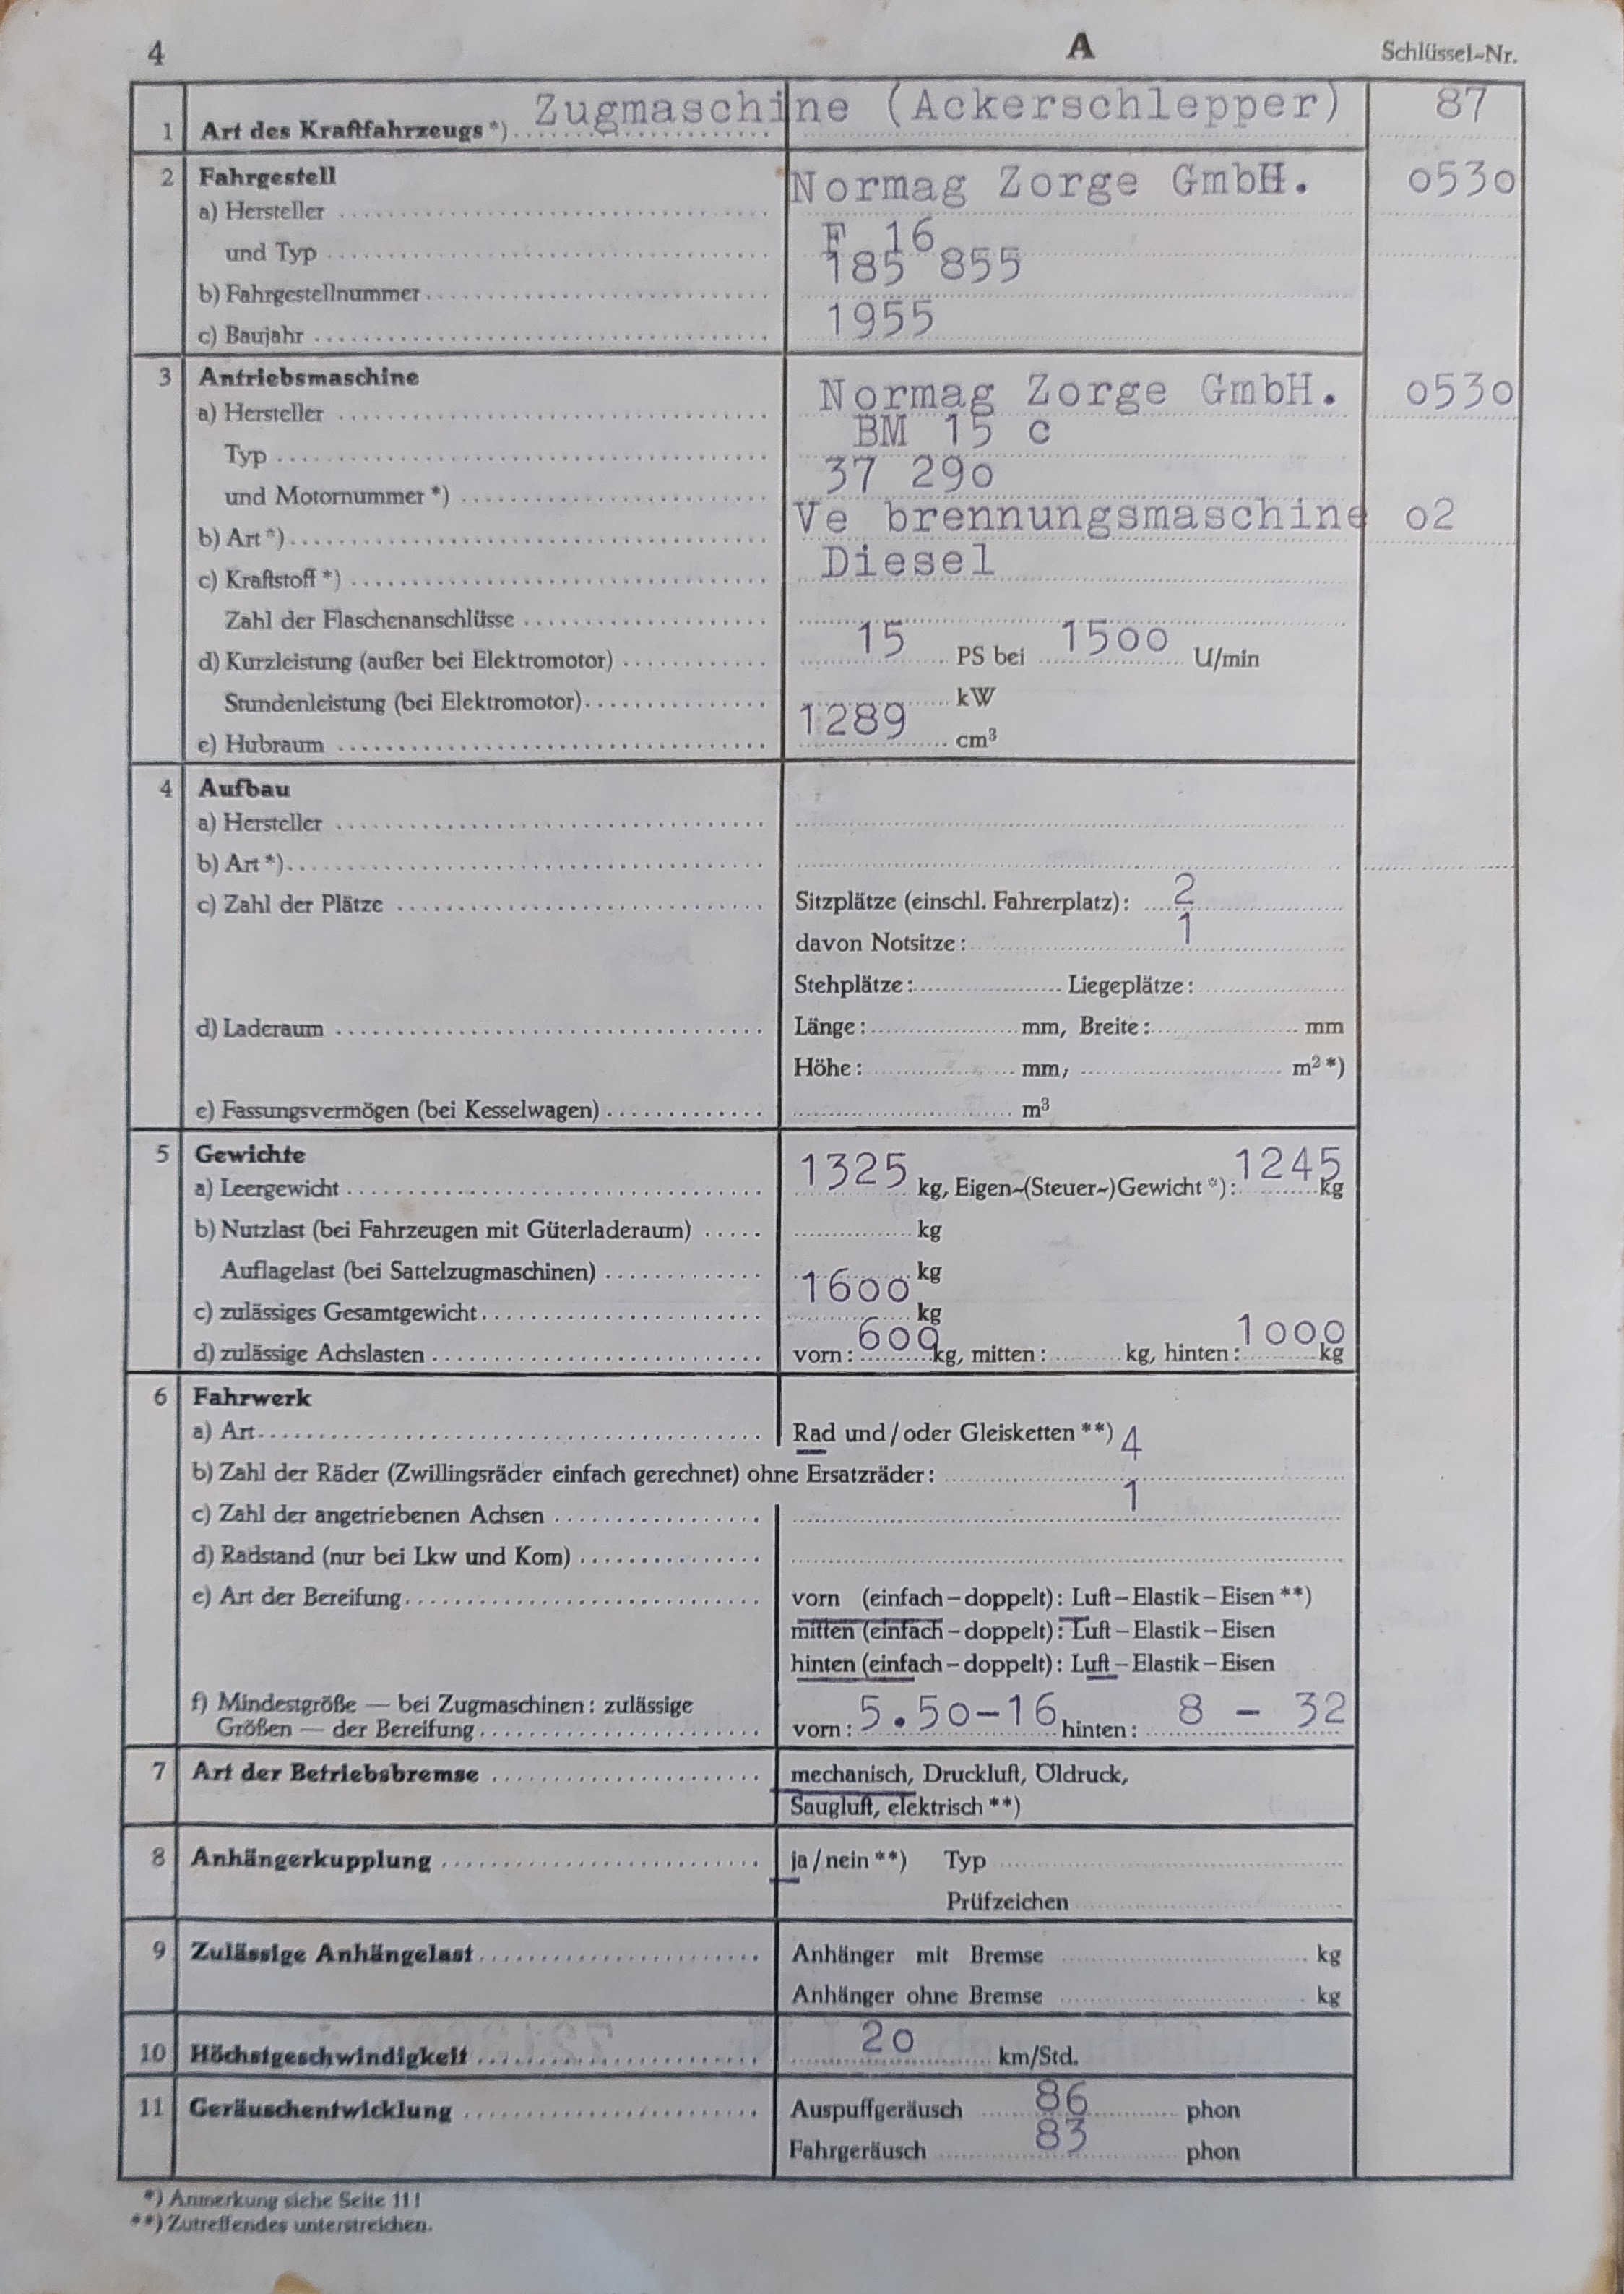 4 A Schlüssel-Nr.
1 Art des Kraftfahrzeugs *) Zugmaschine (Ackerschlepper) 87
2 Fahrgestell
a) Hersteller Normag Zorge GmbH. o53o
und Typ F 16
b) Fahrgestellnummer 185 855
c) Baujahr 1955
3 Antriebsmaschine
a) Hersteller Normag Zorge GmbH. o53o
Typ BM 15 c
und Motornummer *) 37 29o
b) Art *) Ve brennungsmaschine o2
c) Kraftstoff *) Diesel
Zahl der Flaschenanschlüsse
d) Kurzleistung (außer bei Elektromotor) 15 PS bei 15oo U/min
Stundenleistung (bei Elektromotor) kW
e) Hubraum 1289 cm³
4 Aufbau
a) Hersteller
b) Art *)
c) Zahl der Plätze Sitzplätze (einschl. Fahrerplatz): 2
davon Notsitze: 1
Stehplätze: Liegeplätze:
d) Laderaum Länge: mm, Breite: mm
Höhe: mm, m² *)
e) Fassungsvermögen (bei Kesselwagen) m³
5 Gewichte
a) Leergewicht 1325 kg, Eigen-(Steuer-)Gewicht *): 1245 kg
b) Nutzlast (bei Fahrzeugen mit Güterladeraum) kg
Auflagelast (bei Sattelzugmaschinen) kg
c) zulässiges Gesamtgewicht 16oo kg
d) zulässige Achslasten vorn: 6oo kg, mitten: kg, hinten: 1ooo kg
6 Fahrwerk
a) Art Rad und/oder Gleisketten **)
b) Zahl der Räder (Zwillingsräder einfach gerechnet) ohne Ersatzräder: 4
c) Zahl der angetriebenen Achsen 1
d) Radstand (nur bei Lkw und Kom)
e) Art der Bereifung vorn (einfach – doppelt): Luft – Elastik – Eisen **)
mitten (einfach – doppelt): Luft – Elastik – Eisen
hinten (einfach – doppelt): Luft – Elastik – Eisen
f) Mindestgröße — bei Zugmaschinen: zulässige
Größen — der Bereifung vorn: 5.5o-16 hinten: 8 - 32
7 Art der Betriebsbremse mechanisch, Druckluft, Öldruck,
Saugluft, elektrisch **)
8 Anhängerkupplung ja/nein **) Typ
Prüfzeichen
9 Zulässige Anhängelast Anhänger mit Bremse kg
Anhänger ohne Bremse kg
10 Höchstgeschwindigkeit 2o km/Std.
11 Geräuschentwicklung Auspuffgeräusch 86 phon
Fahrgeräusch 83 phon
*) Anmerkung siehe Seite 11!
**) Zutreffendes unterstreichen.